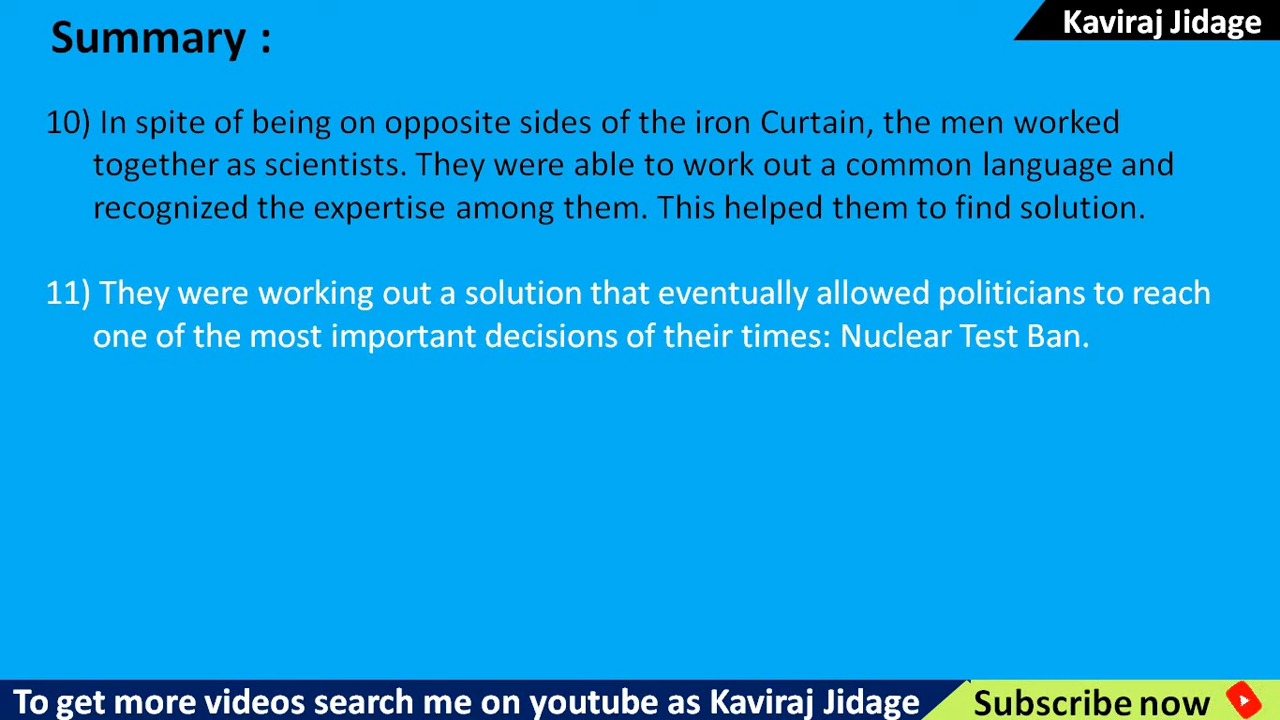 Kaviraj Jidage
Summary :
10) In spite of being on opposite sides of the iron Curtain, the men worked
together as scientists. They were able to work out a common language and
recognized the expertise among them. This helped them to find solution.
11) They were working out a solution that eventually allowed politicians to reach
one of the most important decisions of their times: Nuclear Test Ban.
To get more videos search me on youtube as Kaviraj Jidage
Subscribe now